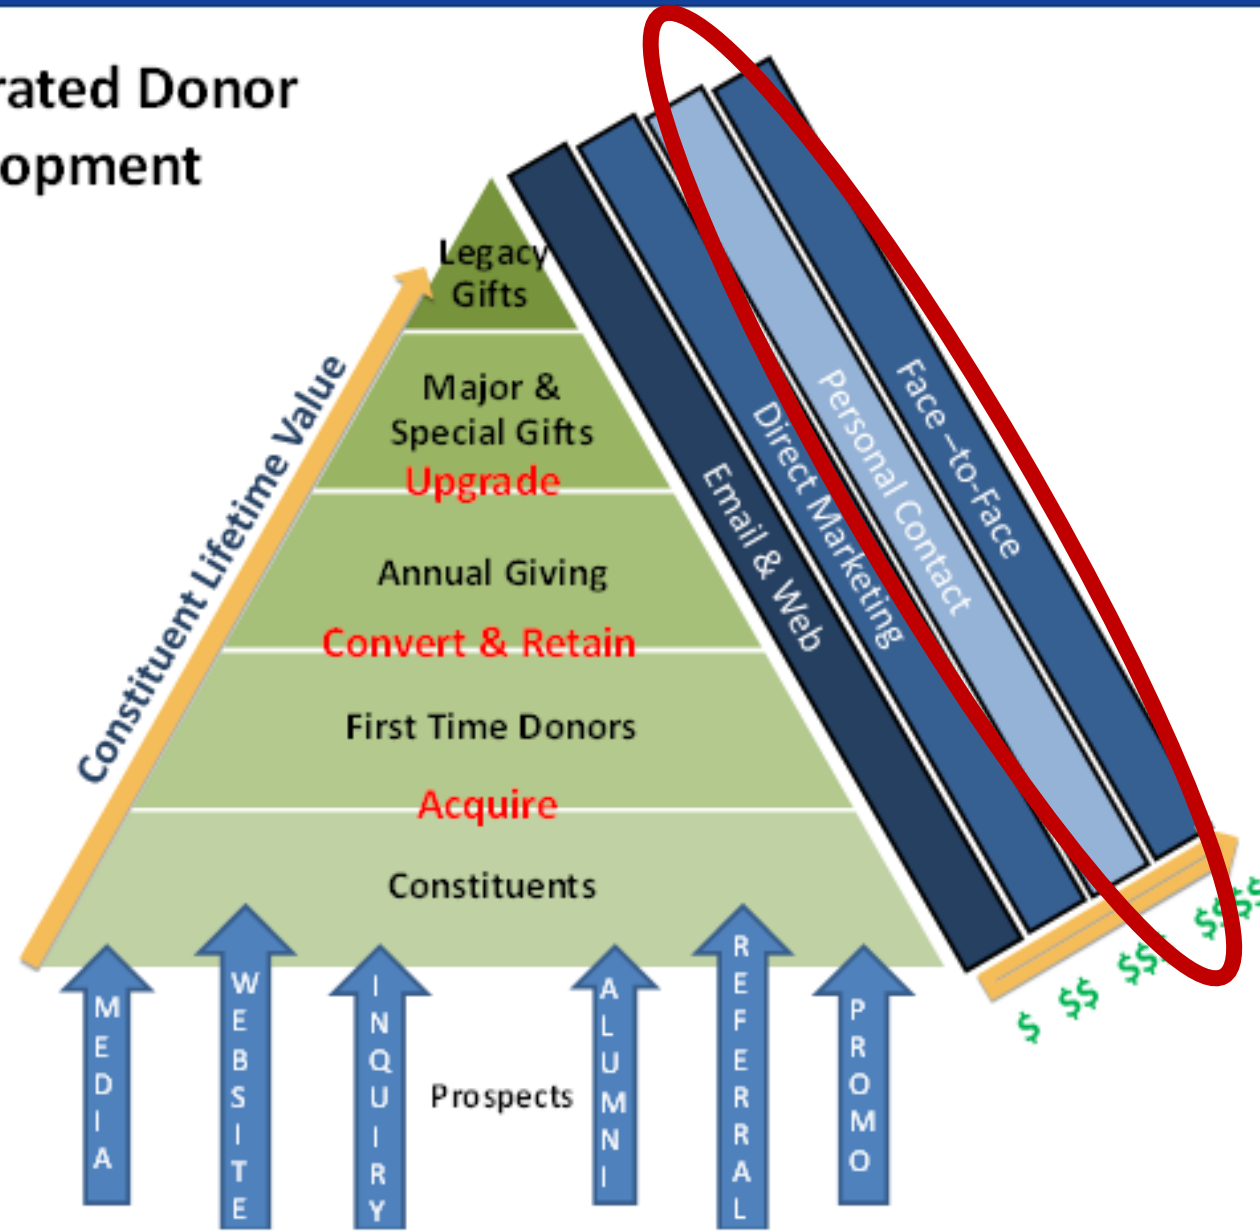 rated Donor
opment
Legacy
Gifts
Major &
Special Gifts
Upgrade
Annual Giving
Convert & Retain
First Time Donors
Acquire
Constituents
Constituent Lifetime Value
Email & Web
Direct Marketing
Personal Contact
Face –to-Face
$ $$ $$$ $$$$
MEDIA
WEBSITE
INQUIRY
Prospects
ALUMNI
REFERRAL
PROMO